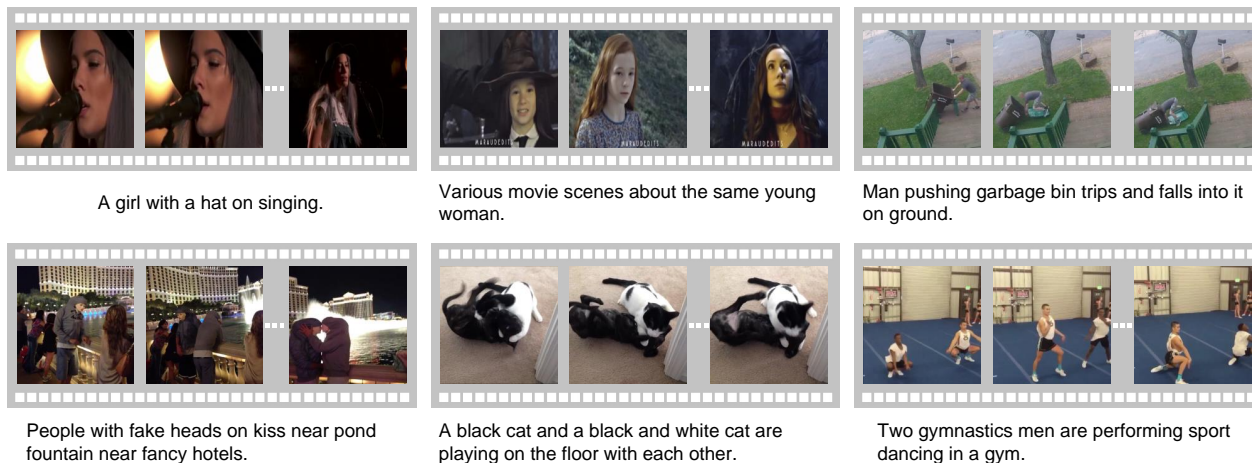 MARAUDEDITS
MARAUDEDITS
MARAUDEDITS
A girl with a hat on singing.
Various movie scenes about the same young
woman.
Man pushing garbage bin trips and falls into it
on ground.
People with fake heads on kiss near pond
fountain near fancy hotels.
A black cat and a black and white cat are
playing on the floor with each other.
Two gymnastics men are performing sport
dancing in a gym.